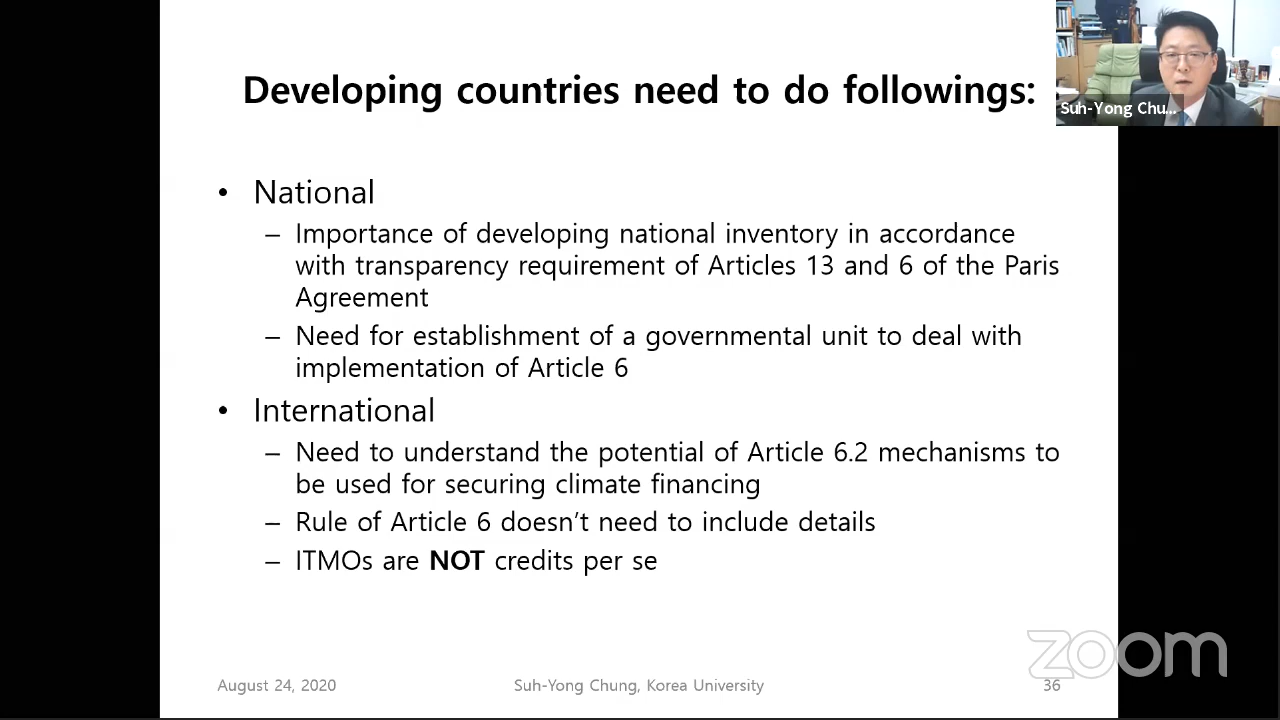 Developing countries need to do followings:
Suh-Yong Chu...
• National
– Importance of developing national inventory in accordance
with transparency requirement of Articles 13 and 6 of the Paris
Agreement
– Need for establishment of a governmental unit to deal with
implementation of Article 6
• International
– Need to understand the potential of Article 6.2 mechanisms to
be used for securing climate financing
– Rule of Article 6 doesn’t need to include details
– ITMOs are NOT credits per se
zoom
August 24, 2020
Suh-Yong Chung, Korea University
36